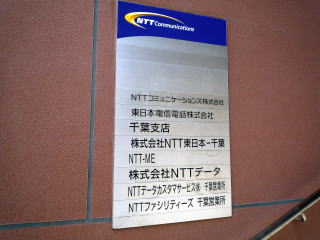 NTT Communications
NTTコミュニケーションズ株式会社
東日本電信電話株式会社
千葉支店
株式会社NTT東日本-千葉
NTT-ME
株式会社NTTデータ
NTTデータカスタマサービス㈱ 千葉営業所
NTTファシリティーズ 千葉営業所